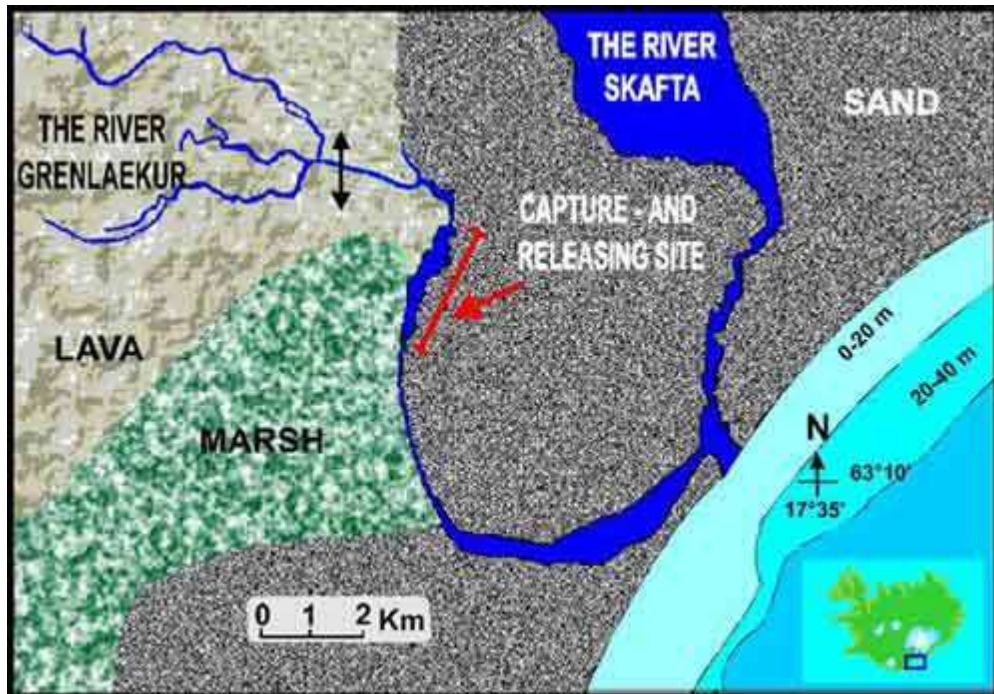 THE RIVER
SKAFTA
SAND
THE RIVER
GRENLAEKUR
CAPTURE - AND
RELEASING SITE
LAVA
0-20 m
20-40 m
MARSH
N
63°10'
17°35'
0 1 2 Km